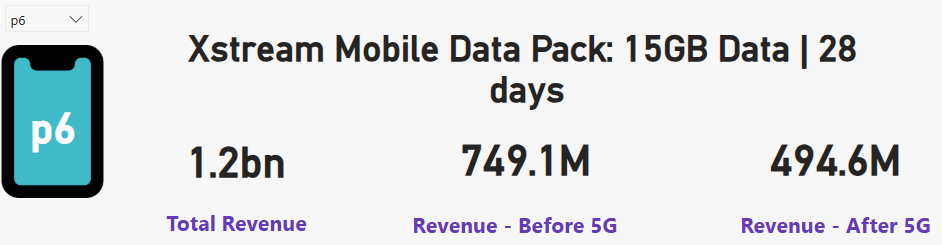 p6
p6
Xstream Mobile Data Pack: 15GB Data | 28
days
1.2bn
749.1M
494.6M
Total Revenue
Revenue - Before 5G
Revenue - After 5G